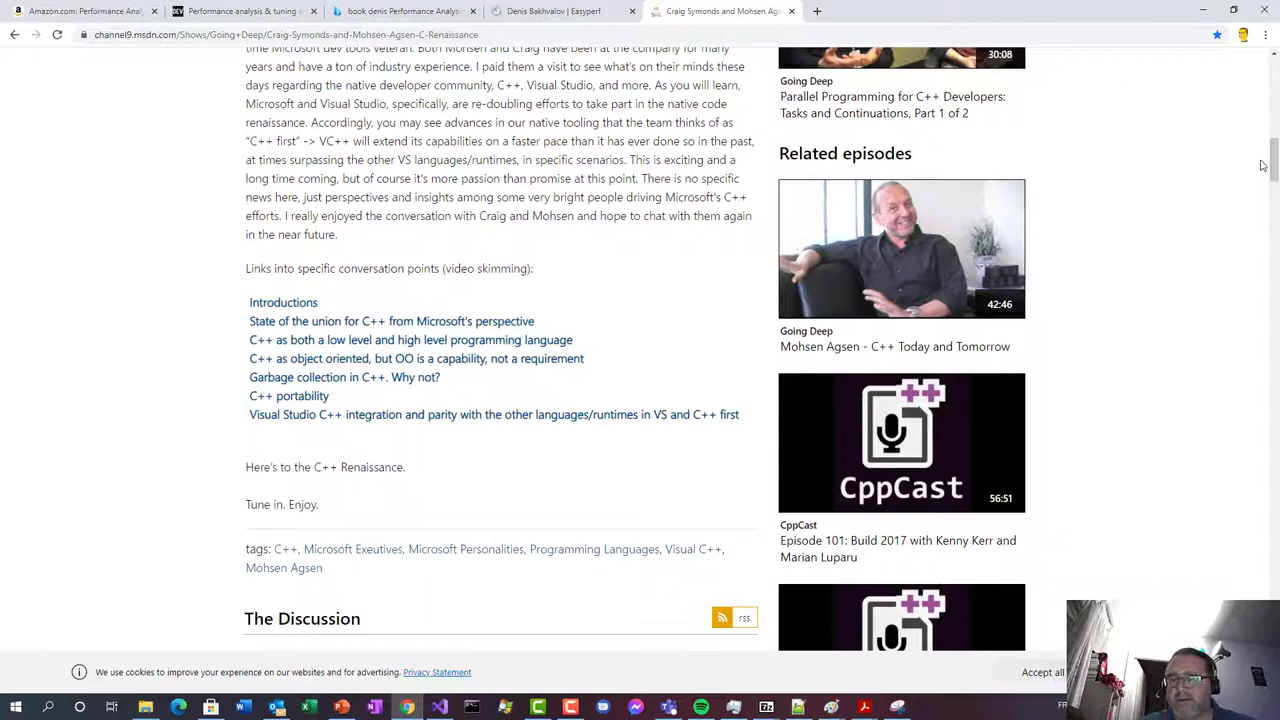 Amazon.com: Performance Analy
DEV
Performance analysis & tuning o
book denis Performance Analysis
Denis Bakhvalov | Easyperf
Craig Symonds and Mohsen Ag
channel9.msdn.com/Shows/Going+Deep/Craig-Symonds-and-Mohsen-Agsen-C-Renaissance
time Microsoft dev tools veteran. Both Mohsen and Craig have been at the company for many
years and have a ton of industry experience. I paid them a visit to see what's on their minds these
days regarding the native developer community, C++, Visual Studio, and more. As you will learn,
Microsoft and Visual Studio, specifically, are re-doubling efforts to take part in the native code
renaissance. Accordingly, you may see advances in our native tooling that the team thinks of as
"C++ first" -> VC++ will extend its capabilities on a faster pace than it has ever done so in the past,
at times surpassing the other VS languages/runtimes, in specific scenarios. This is exciting and a
long time coming, but of course it's more passion than promise at this point. There is no specific
news here, just perspectives and insights among some very bright people driving Microsoft's C++
efforts. I really enjoyed the conversation with Craig and Mohsen and hope to chat with them again
in the near future.
Links into specific conversation points (video skimming):
Introductions
State of the union for C++ from Microsoft's perspective
C++ as both a low level and high level programming language
C++ as object oriented, but OO is a capability, not a requirement
Garbage collection in C++. Why not?
C++ portability
Visual Studio C++ integration and parity with the other languages/runtimes in VS and C++ first
Here's to the C++ Renaissance.
Tune in. Enjoy.
tags: C++, Microsoft Exeutives, Microsoft Personalities, Programming Languages, Visual C++,
Mohsen Agsen
The Discussion
rss
30:08
Going Deep
Parallel Programming for C++ Developers:
Tasks and Continuations, Part 1 of 2
Related episodes
42:46
Going Deep
Mohsen Agsen - C++ Today and Tomorrow
CppCast
56:51
CppCast
Episode 101: Build 2017 with Kenny Kerr and
Marian Luparu
We use cookies to improve your experience on our websites and for advertising. Privacy Statement
Accept all
FR